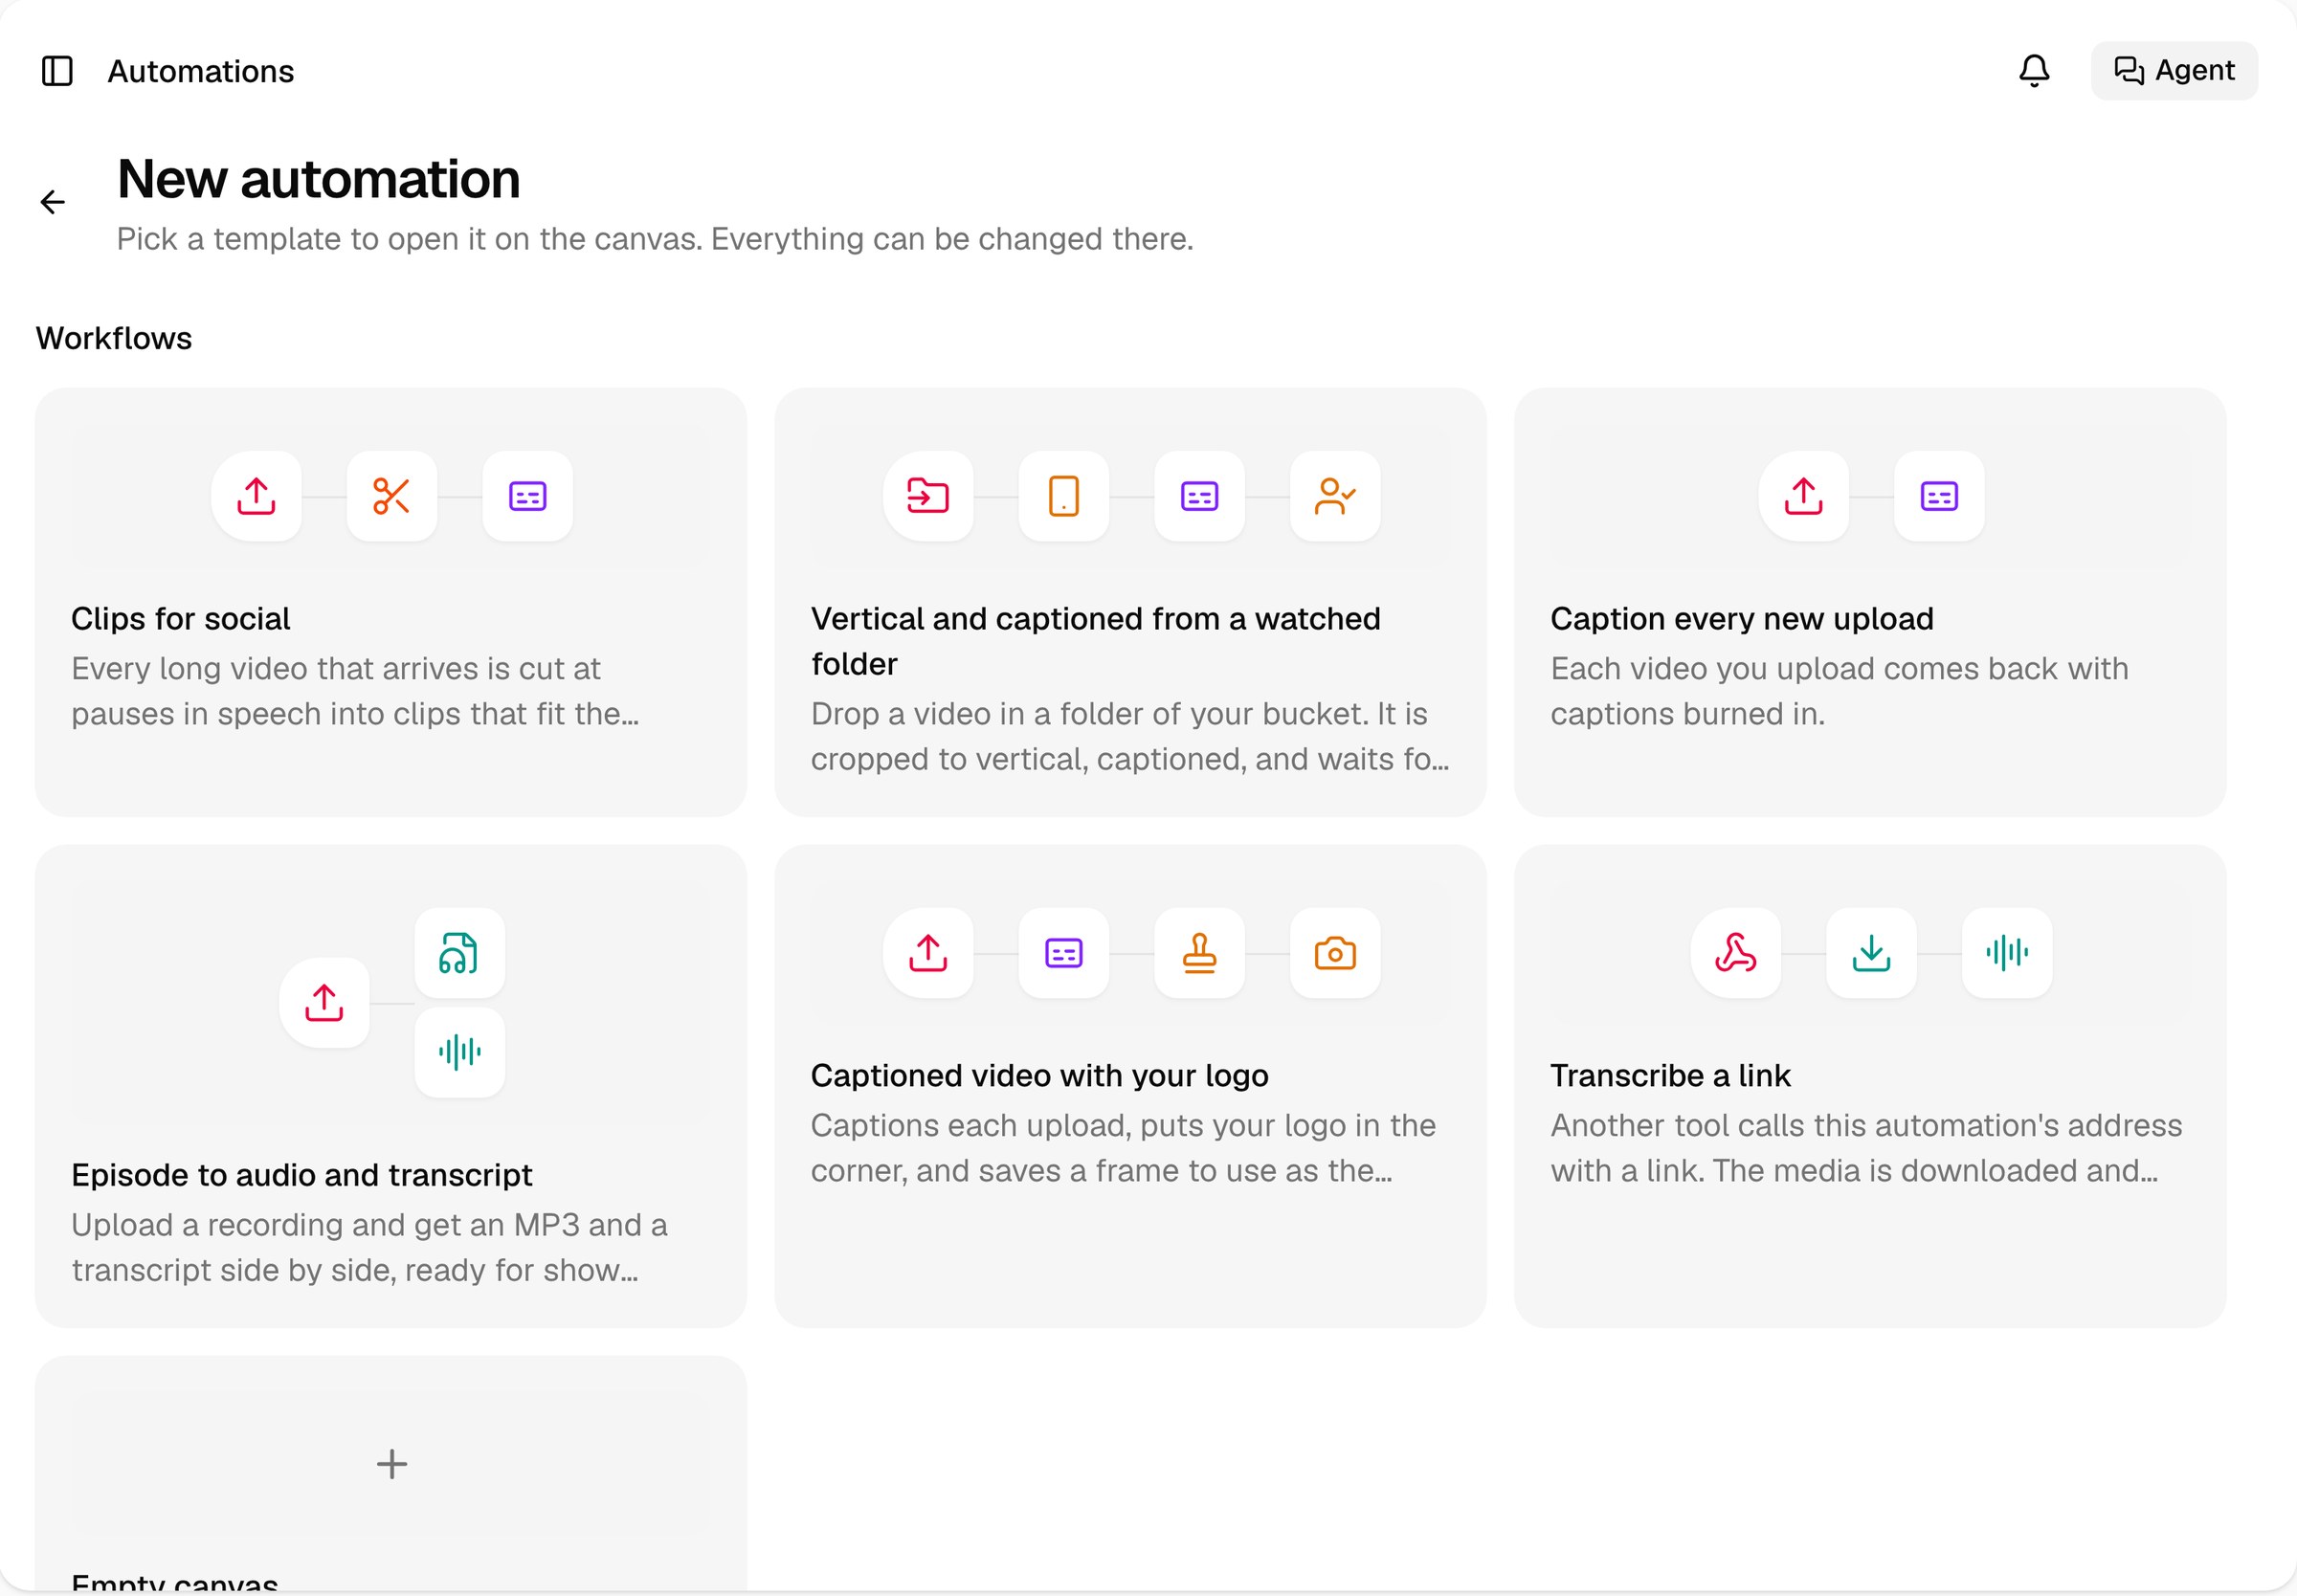 Automations
Agent
New automation
Pick a template to open it on the canvas. Everything can be changed there.
Workflows
Clips for social
Every long video that arrives is cut at
pauses in speech into clips that fit the...
Vertical and captioned from a watched
folder
Drop a video in a folder of your bucket. It is
cropped to vertical, captioned, and waits fo...
Caption every new upload
Each video you upload comes back with
captions burned in.
Episode to audio and transcript
Upload a recording and get an MP3 and a
transcript side by side, ready for show...
Captioned video with your logo
Captions each upload, puts your logo in the
corner, and saves a frame to use as the...
Transcribe a link
Another tool calls this automation's address
with a link. The media is downloaded and...
Empty canvas